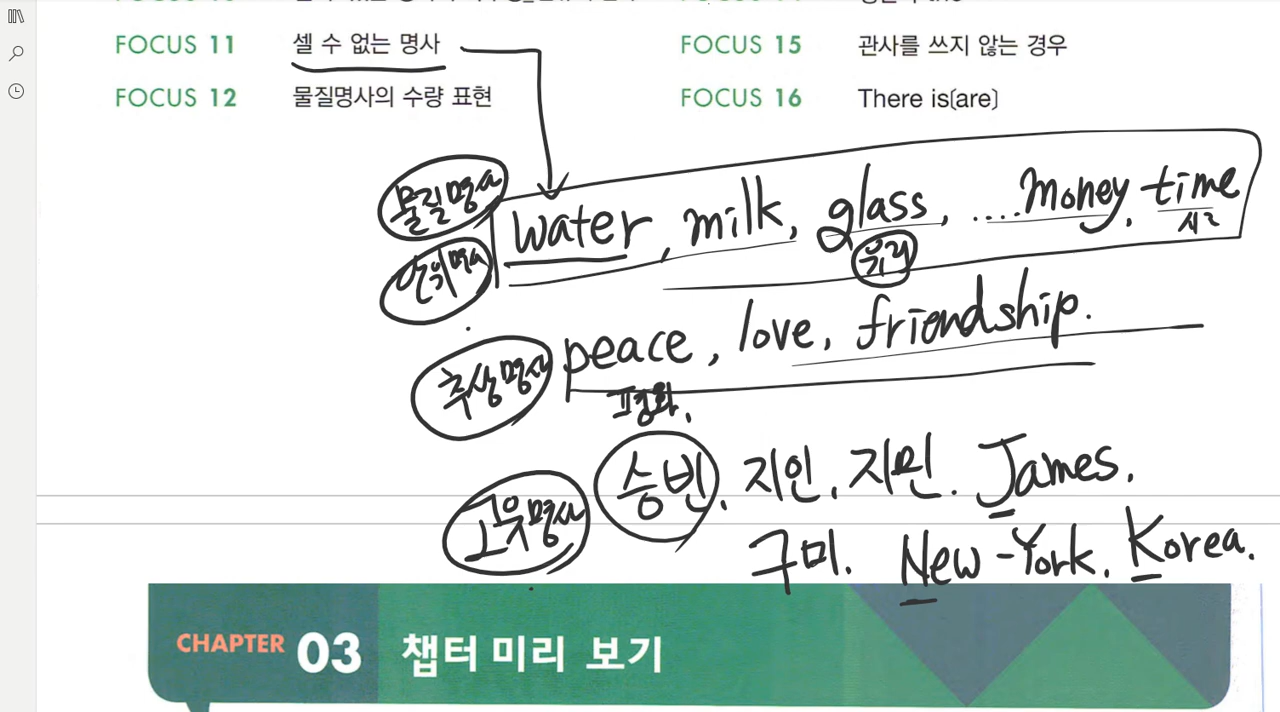 FOCUS 11 셀 수 없는 명사 FOCUS 15 관사를 쓰지 않는 경우
FOCUS 12 물질명사의 수량 표현 FOCUS 16 There is(are)
물질명사 water, milk, glass, ....money, time
유리
추상명사 peace, love, friendship.
평화.
고유명사 승빈, 지인, 지민. James.
구미. New-York. Korea.
CHAPTER 03 챕터 미리 보기